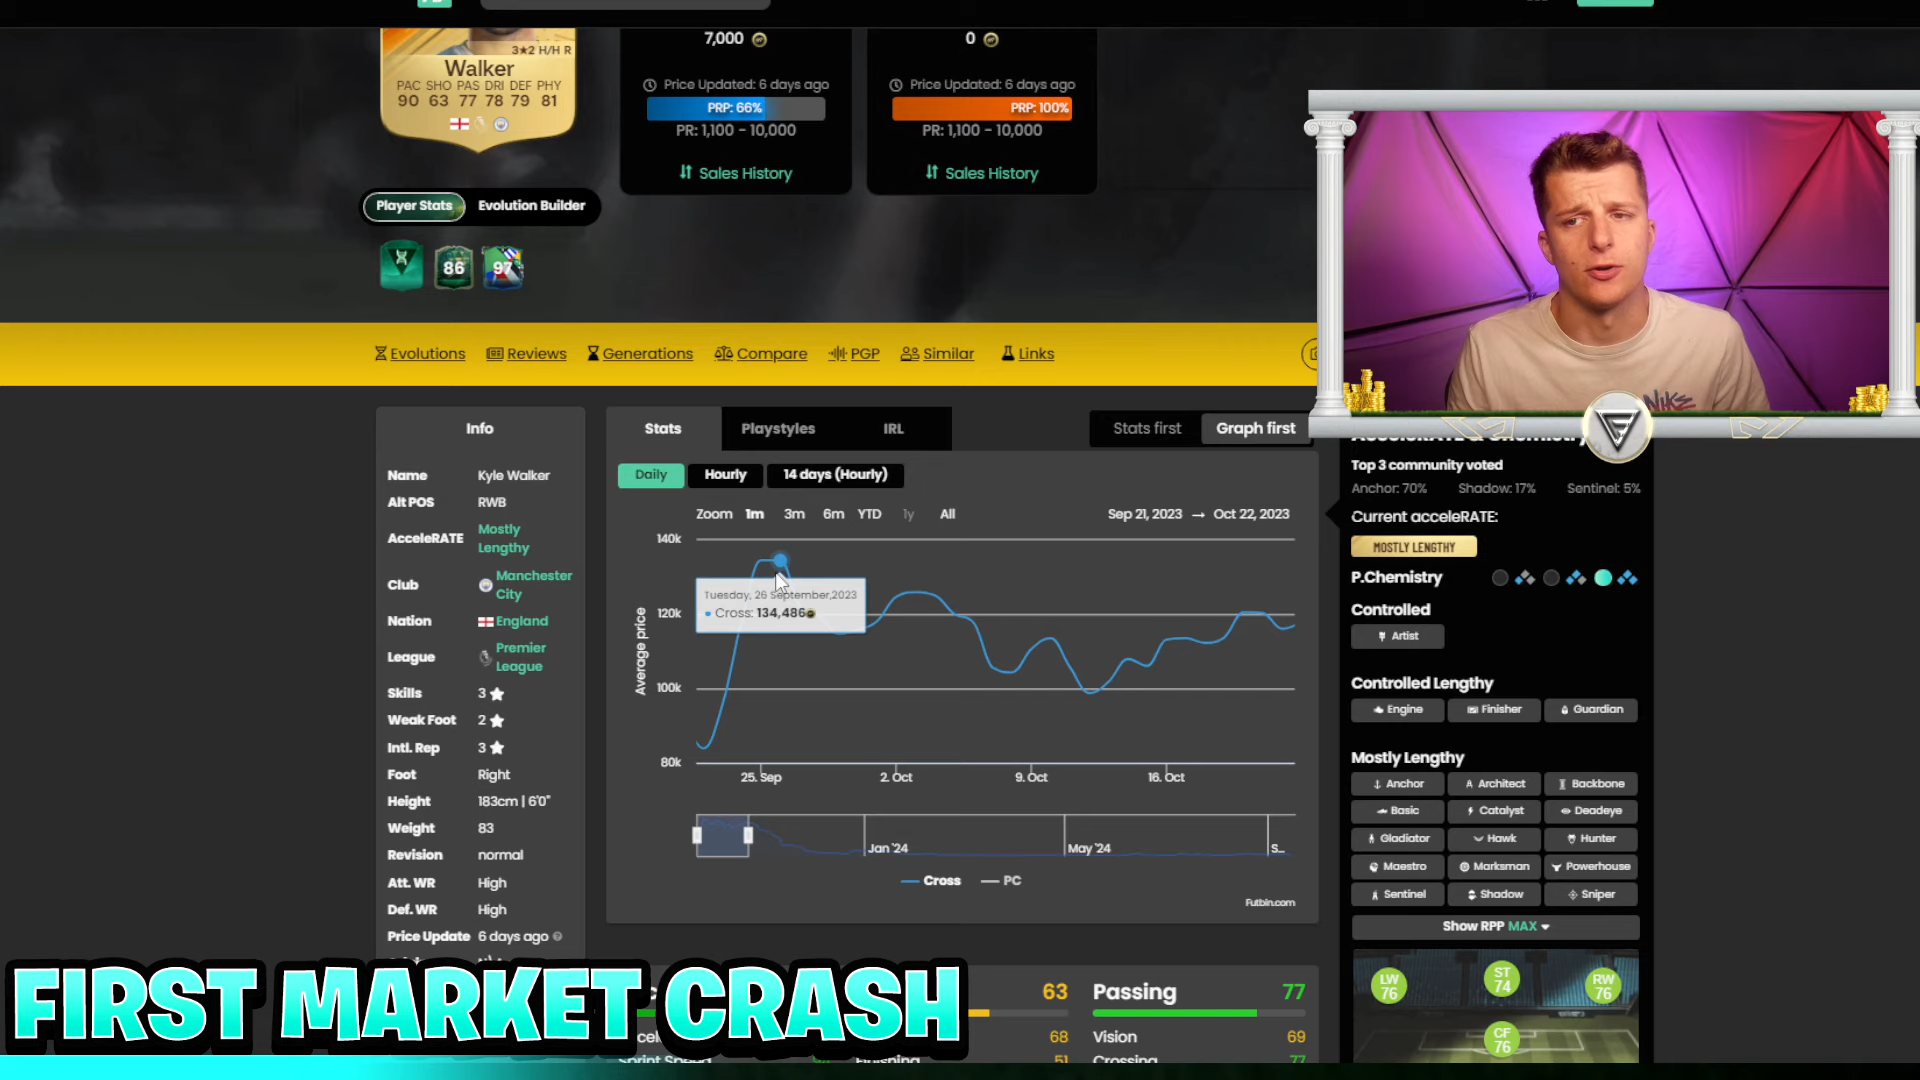 7,000
0
3★2 H/H R
Walker
PAC SHO PAS DRI DEF PHY
90 63 77 78 79 81
Price Updated: 6 days ago
Price Updated: 6 days ago
PRP: 66%
PRP: 100%
PR: 1,100 - 10,000
PR: 1,100 - 10,000
Sales History
Sales History
Player Stats
Evolution Builder
86
97
Evolutions
Reviews
Generations
Compare
PGP
Similar
Links
NIKE
Info
Name Kyle Walker
Alt POS RWB
AcceleRATE Mostly
Lengthy
Club Manchester
City
Nation England
League Premier
League
Skills 3
Weak Foot 2
Intl. Rep 3
Foot Right
Height 183cm | 6'0"
Weight 83
Revision normal
Att. WR High
Def. WR High
Price Update 6 days ago
Stats
Playstyles
IRL
Stats first
Graph first
Daily
Hourly
14 days (Hourly)
Zoom 1m 3m 6m YTD 1y All
Sep 21, 2023 → Oct 22, 2023
Average price
140k
120k
100k
80k
Tuesday, 26 September,2023
Cross: 134,486
25. Sep
2. Oct
9. Oct
16. Oct
Jan '24
May '24
S...
Cross
PC
Futbin.com
AcceleRATE & Chemistry
Top 3 community voted
Anchor: 70% Shadow: 17% Sentinel: 5%
Current acceleRATE:
MOSTLY LENGTHY
P.Chemistry
Controlled
Artist
Controlled Lengthy
Engine
Finisher
Guardian
Mostly Lengthy
Anchor
Architect
Backbone
Basic
Catalyst
Deadeye
Gladiator
Hawk
Hunter
Maestro
Marksman
Powerhouse
Sentinel
Shadow
Sniper
Show RPP MAX
LW
76
ST
74
RW
76
CF
76
63
Passing 77
68
Vision 69
Sprint Speed
Finishing 51
Crossing 77
FIRST MARKET CRASH